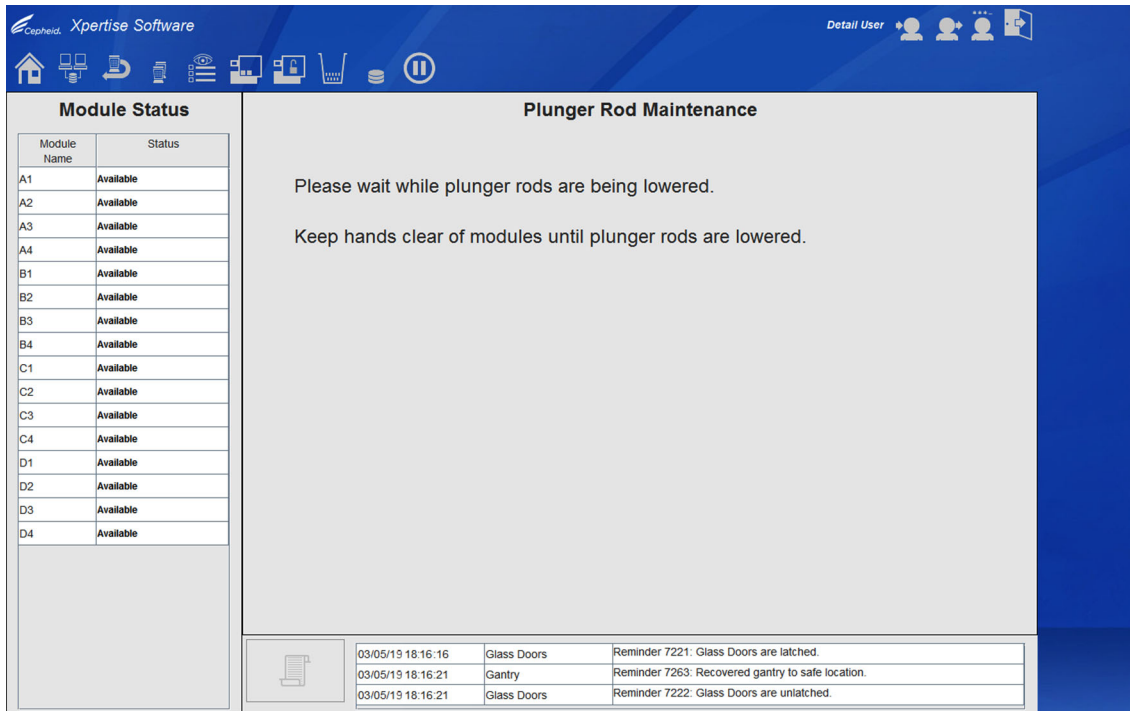 Cepheid. Xpertise Software
Detail User
Module Status
Plunger Rod Maintenance
Module Name Status
A1 Available
A2 Available
A3 Available
A4 Available
B1 Available
B2 Available
B3 Available
B4 Available
C1 Available
C2 Available
C3 Available
C4 Available
D1 Available
D2 Available
D3 Available
D4 Available
Please wait while plunger rods are being lowered.
Keep hands clear of modules until plunger rods are lowered.
03/05/19 18:16:16 Glass Doors Reminder 7221: Glass Doors are latched.
03/05/19 18:16:21 Gantry Reminder 7263: Recovered gantry to safe location.
03/05/19 18:16:21 Glass Doors Reminder 7222: Glass Doors are unlatched.